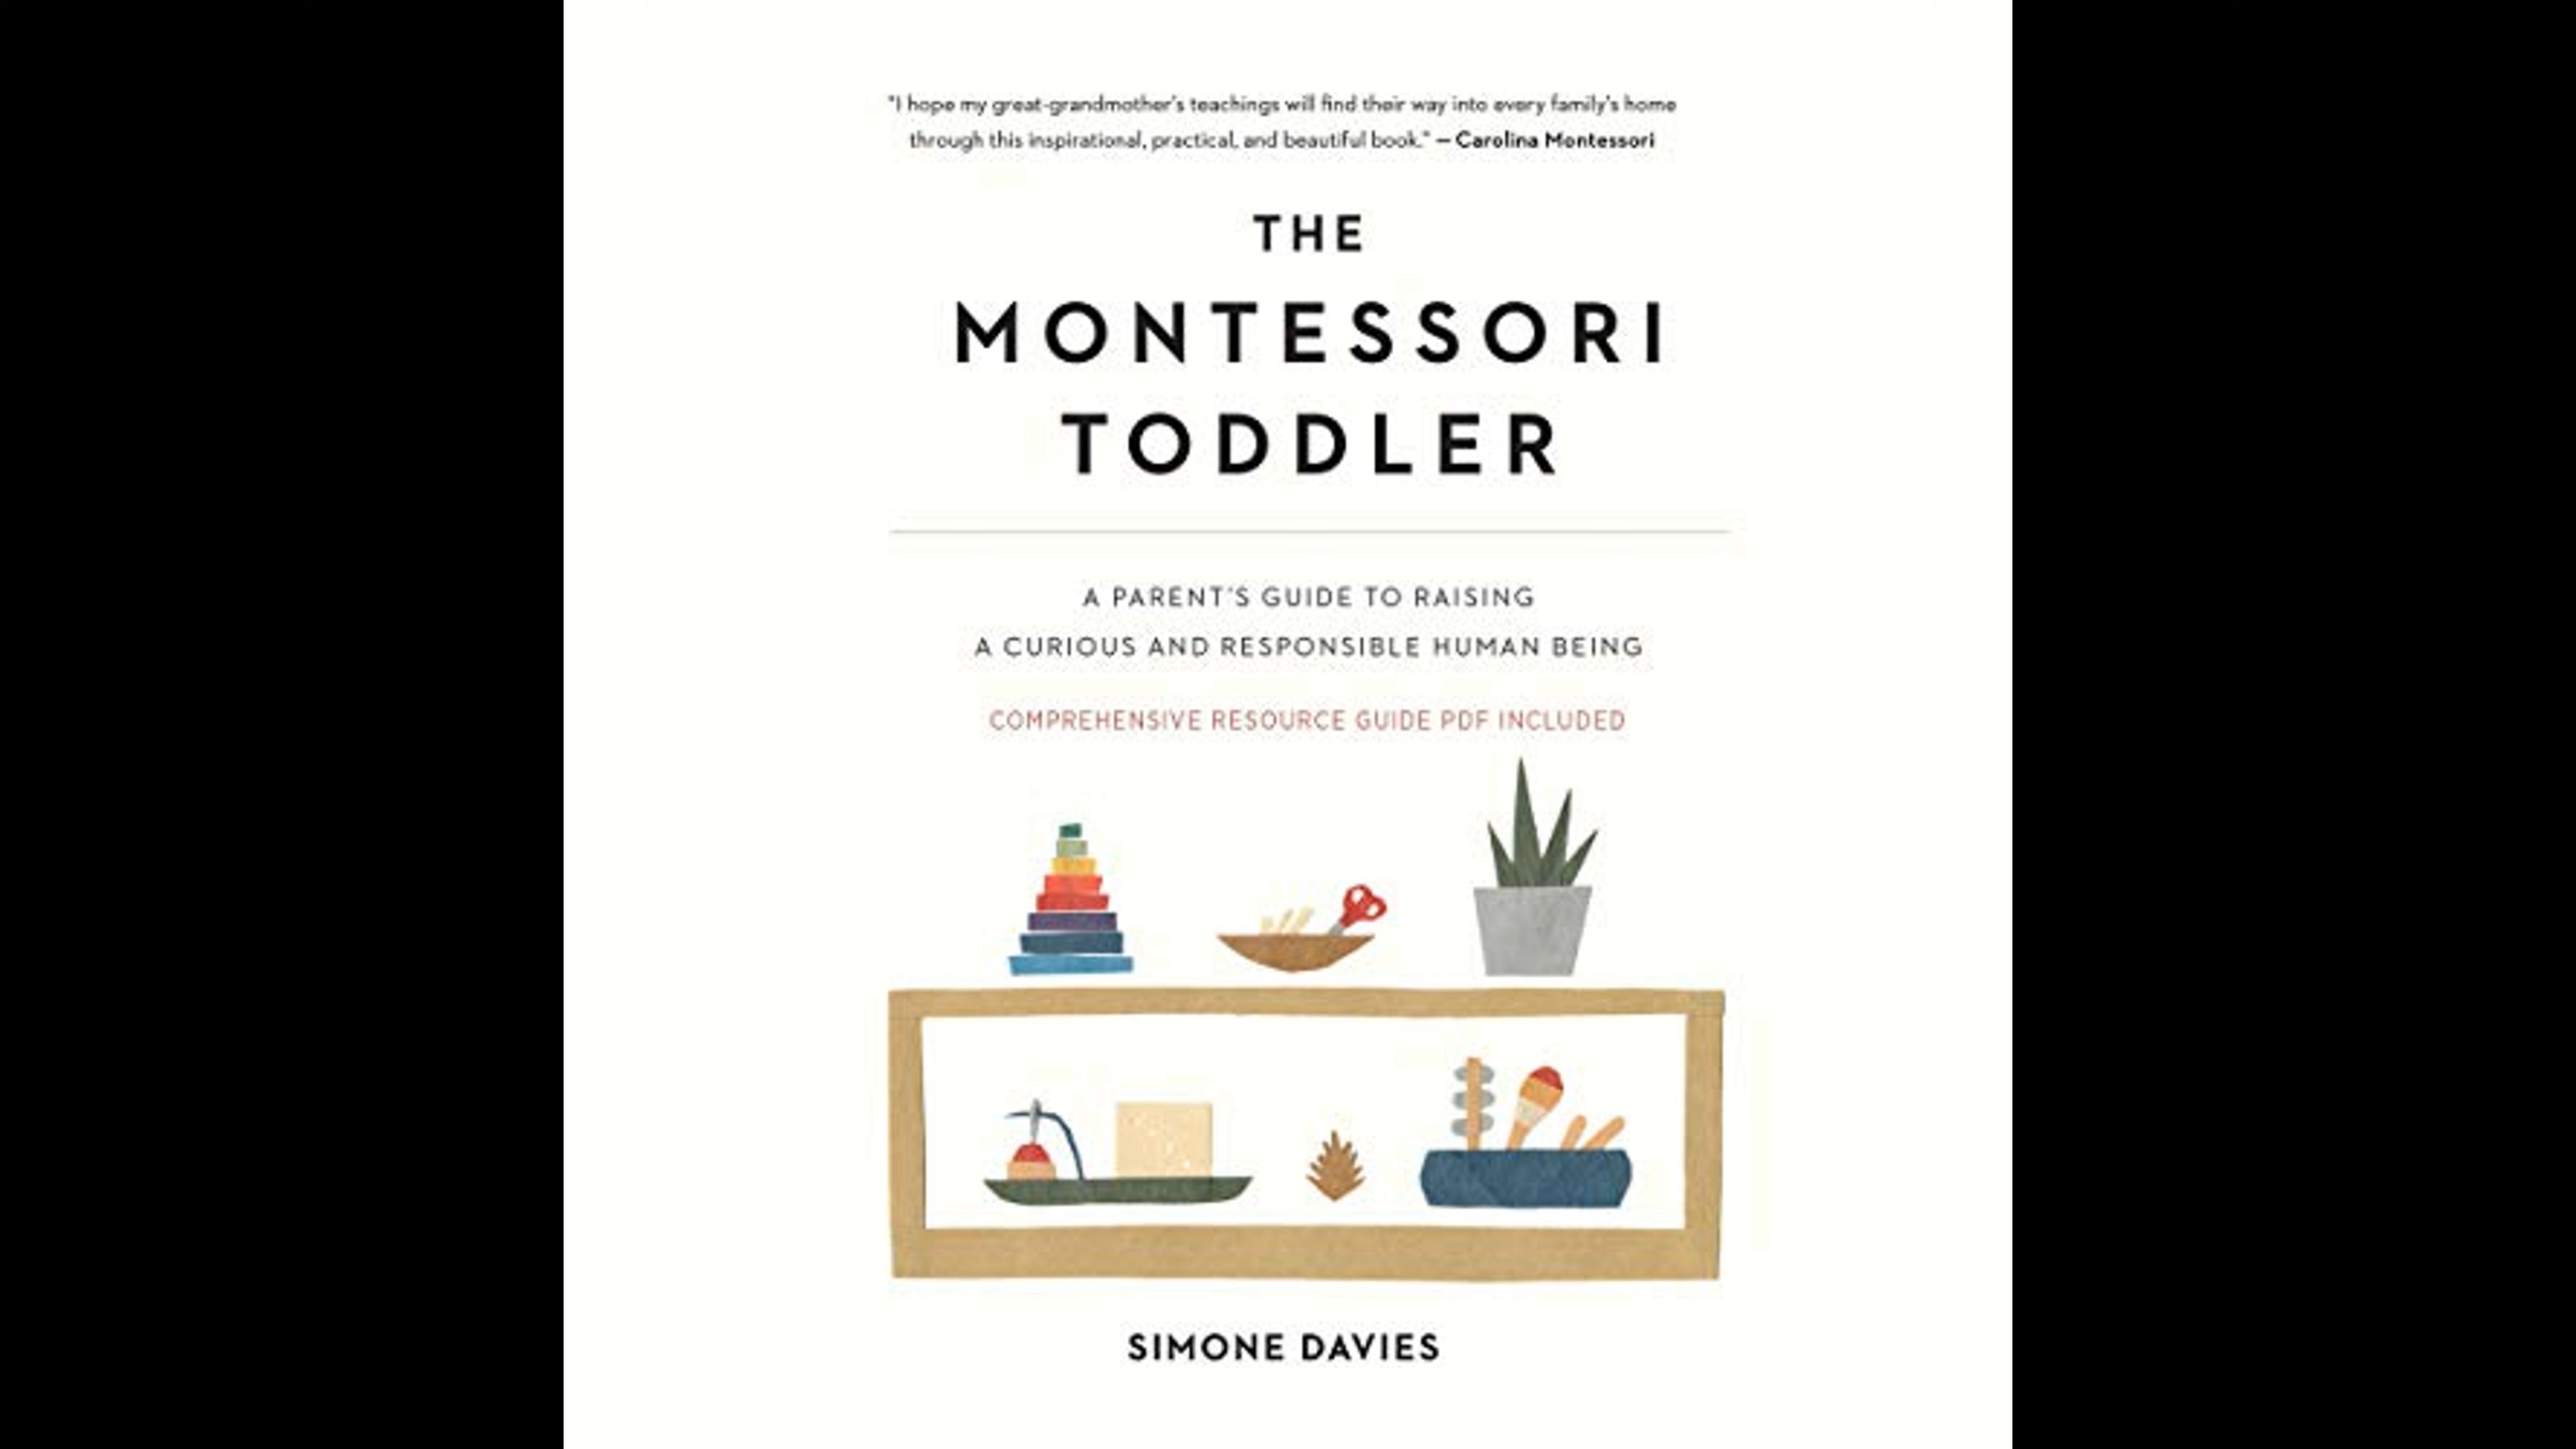 "I hope my great-grandmother's teachings will find their way into every family's home
through this inspirational, practical, and beautiful book." — Carolina Montessori
THE
MONTESSORI
TODDLER
A PARENT'S GUIDE TO RAISING
A CURIOUS AND RESPONSIBLE HUMAN BEING
COMPREHENSIVE RESOURCE GUIDE PDF INCLUDED
SIMONE DAVIES